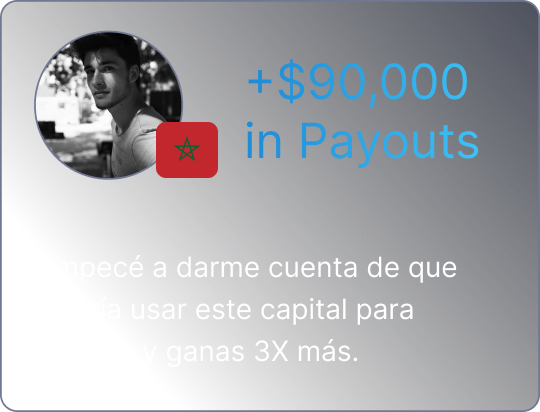 +$90,000
in Payouts
a darme cuenta de que
usar este capital para
y ganas 3X más.